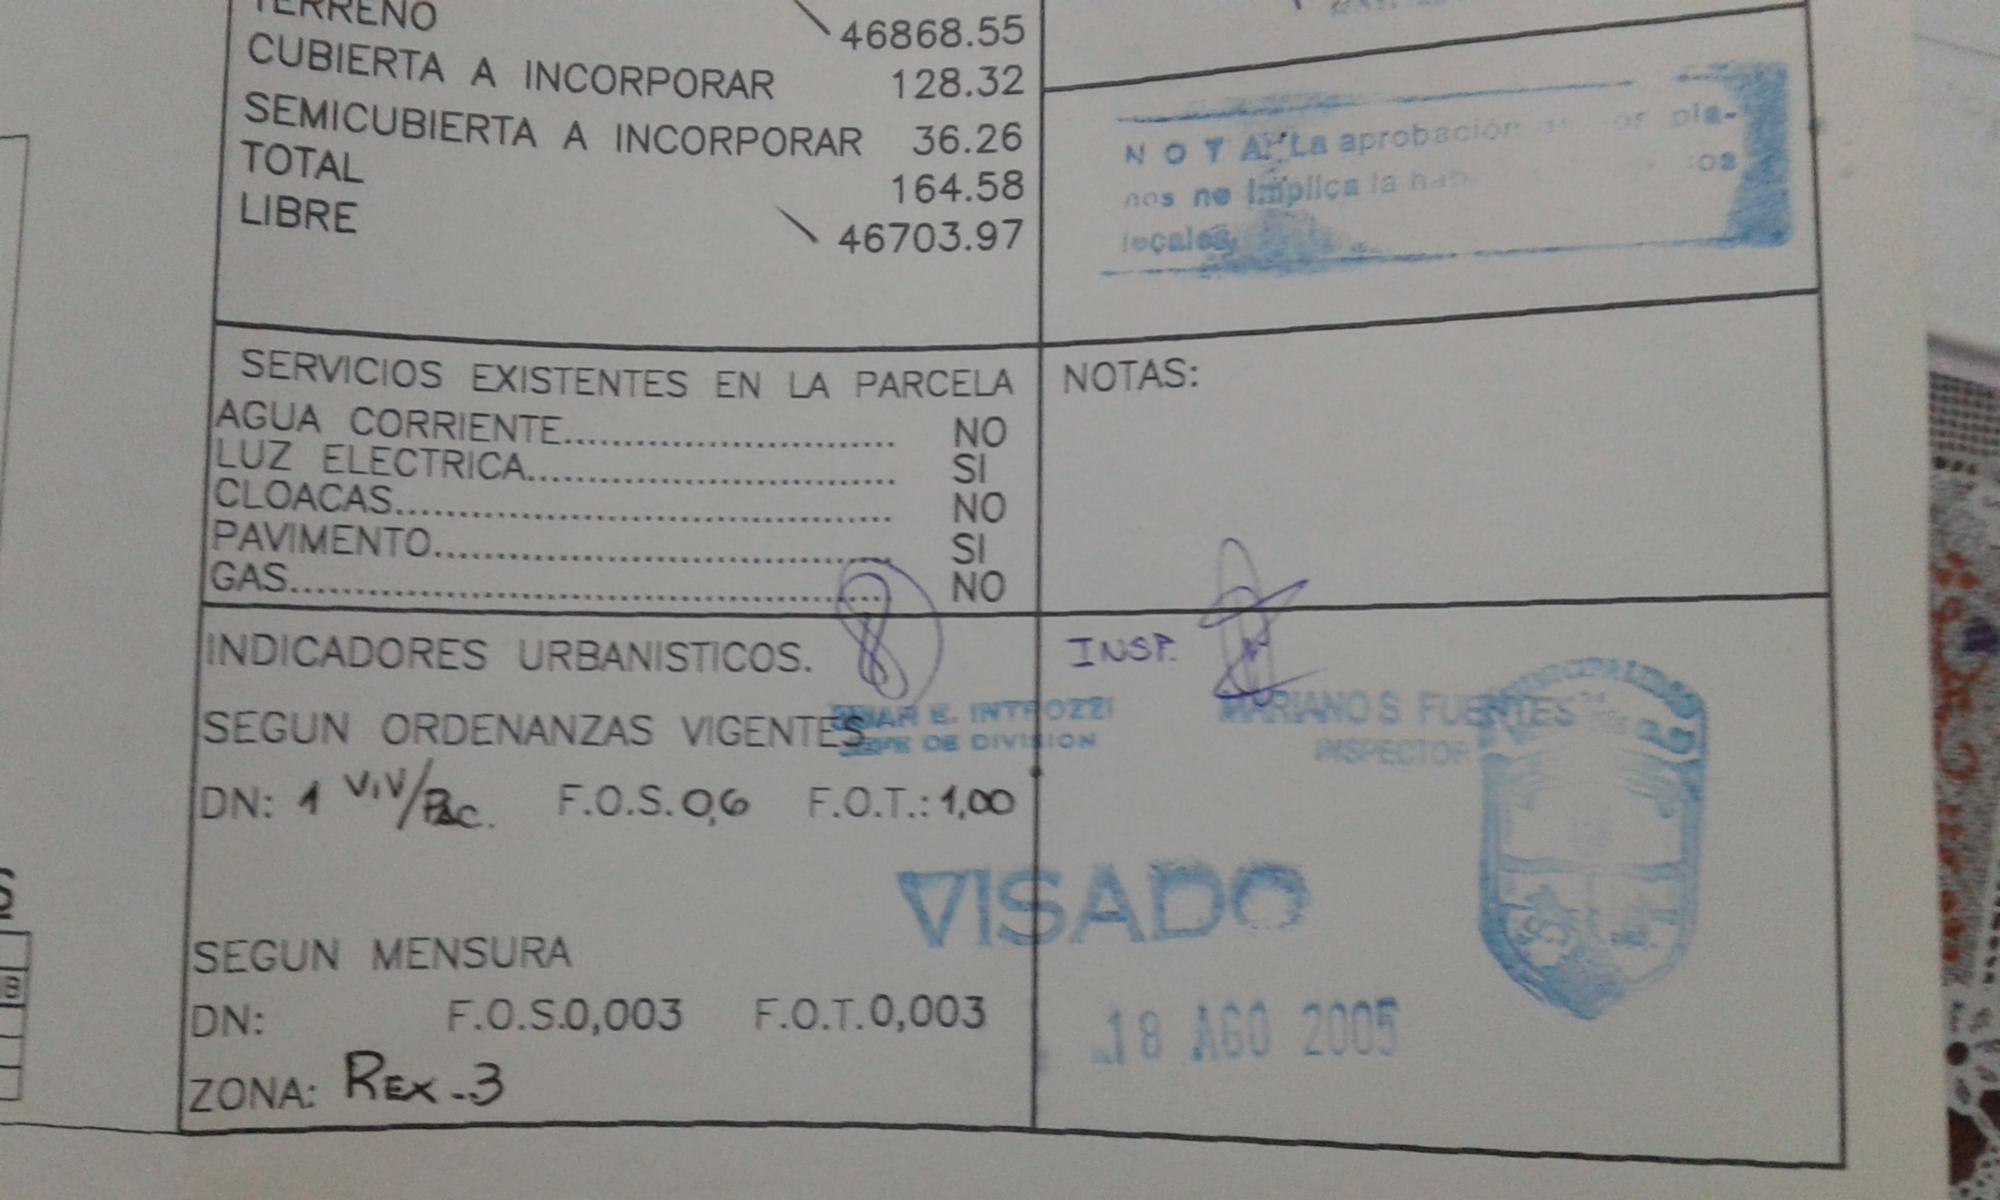 TERRENO 46868.55
CUBIERTA A INCORPORAR 128.32
SEMICUBIERTA A INCORPORAR 36.26
TOTAL 164.58
LIBRE 46703.97
NOTA: La aprobación pla-
nos no implica la hab
locales
SERVICIOS EXISTENTES EN LA PARCELA
AGUA CORRIENTE.............................. NO
LUZ ELECTRICA.............................. SI
CLOACAS.............................. NO
PAVIMENTO.............................. SI
GAS.............................. NO
NOTAS:
INDICADORES URBANISTICOS.
SEGUN ORDENANZAS VIGENTES
DN: 1 VIV/Pac. F.O.S. 0,6 F.O.T.: 1,00
SEGUN MENSURA
DN: F.O.S.0,003 F.O.T.0,003
ZONA: REX-3
E. INTROZZI
JEFE DE DIVISION
INSP.
MARIANO S FUENTES
INSPECTOR
VISADO
18 AGO 2005